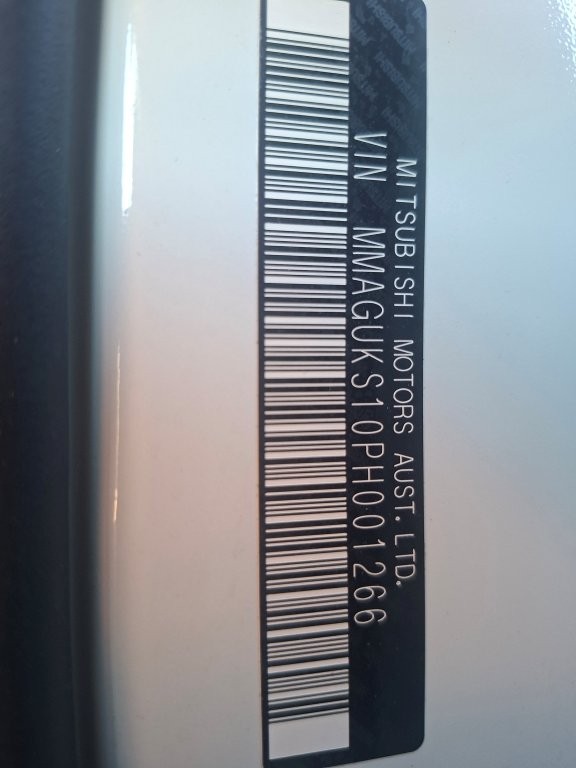 MITSUBISHI MOTORS AUST. LTD.
VIN MMAGUKS10PH001266